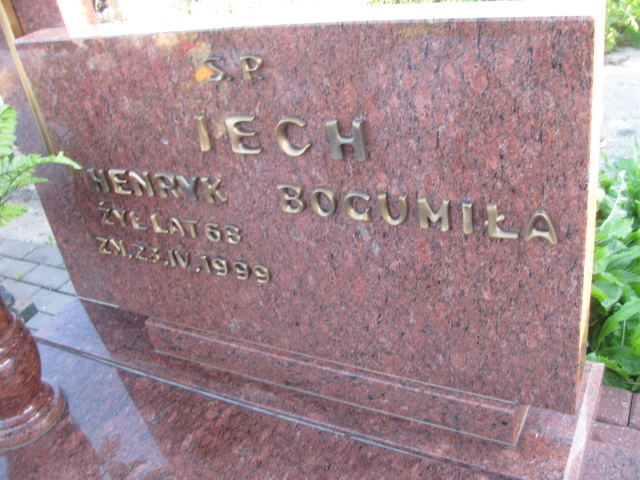 Ś.P
IECH
HENRYK BOGUMIŁA
ŻYŁ LAT 68
ZM. 23.IV.1999